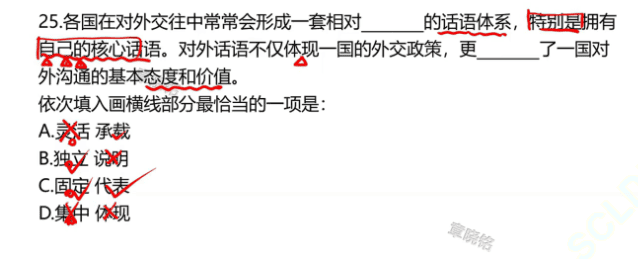 25.各国在对外交往中常常会形成一套相对______的话语体系，特别是拥有
自己的核心话语。对外话语不仅体现一国的外交政策，更______了一国对
外沟通的基本态度和价值。
依次填入画横线部分最恰当的一项是：
A.灵活 承载
B.独立 说明
C.固定 代表
D.集中 体现
章晓铭